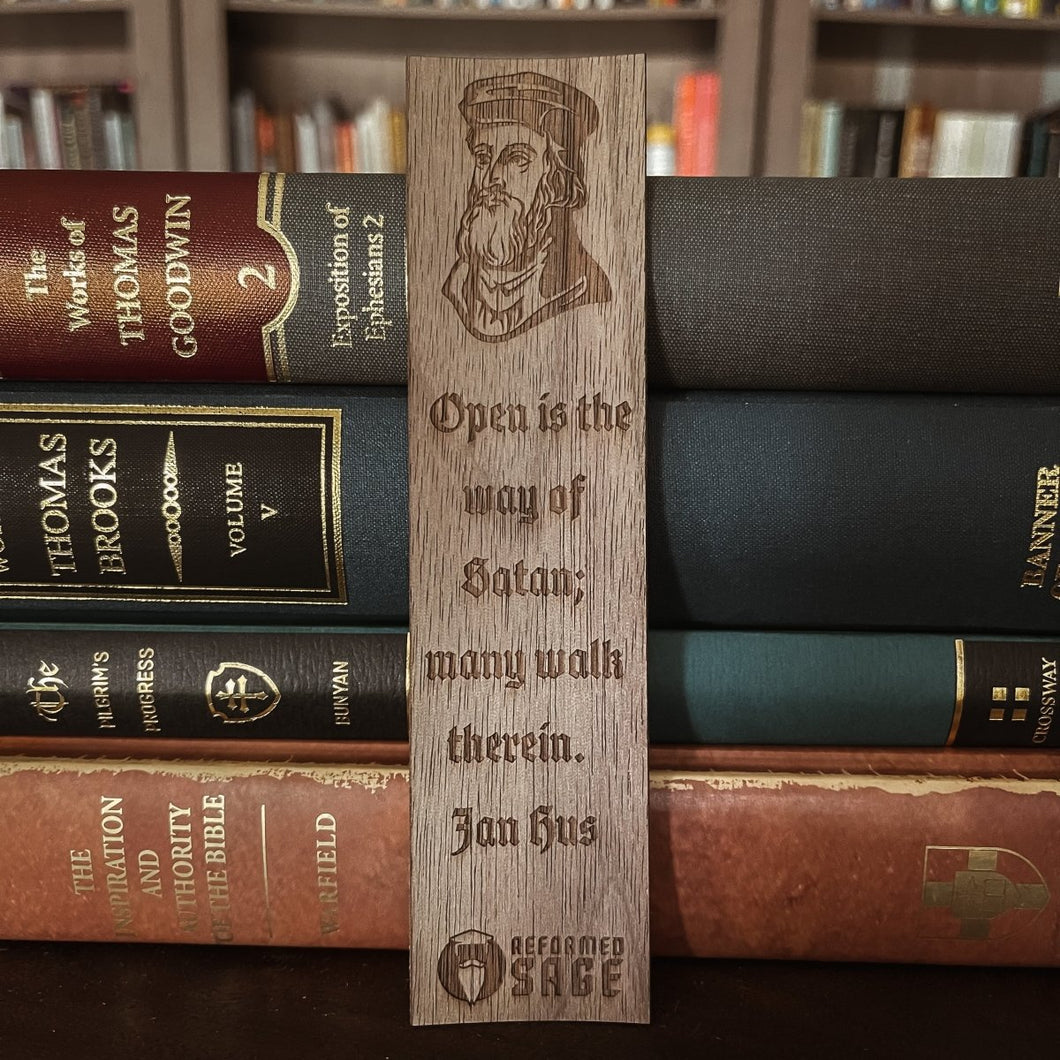 The
Works of
THOMAS
GOODWIN
2
Exposition of
Ephesians 2
THOMAS
BROOKS
VOLUME
V
BANNER
the
PILGRIM'S
PROGRESS
BUNYAN
CROSSWAY
THE
INSPIRATION
AND
AUTHORITY
OF THE BIBLE
WARFIELD
Open is the
way of
Satan;
many walk
therein.
Jan Hus
REFORMED
SAGE